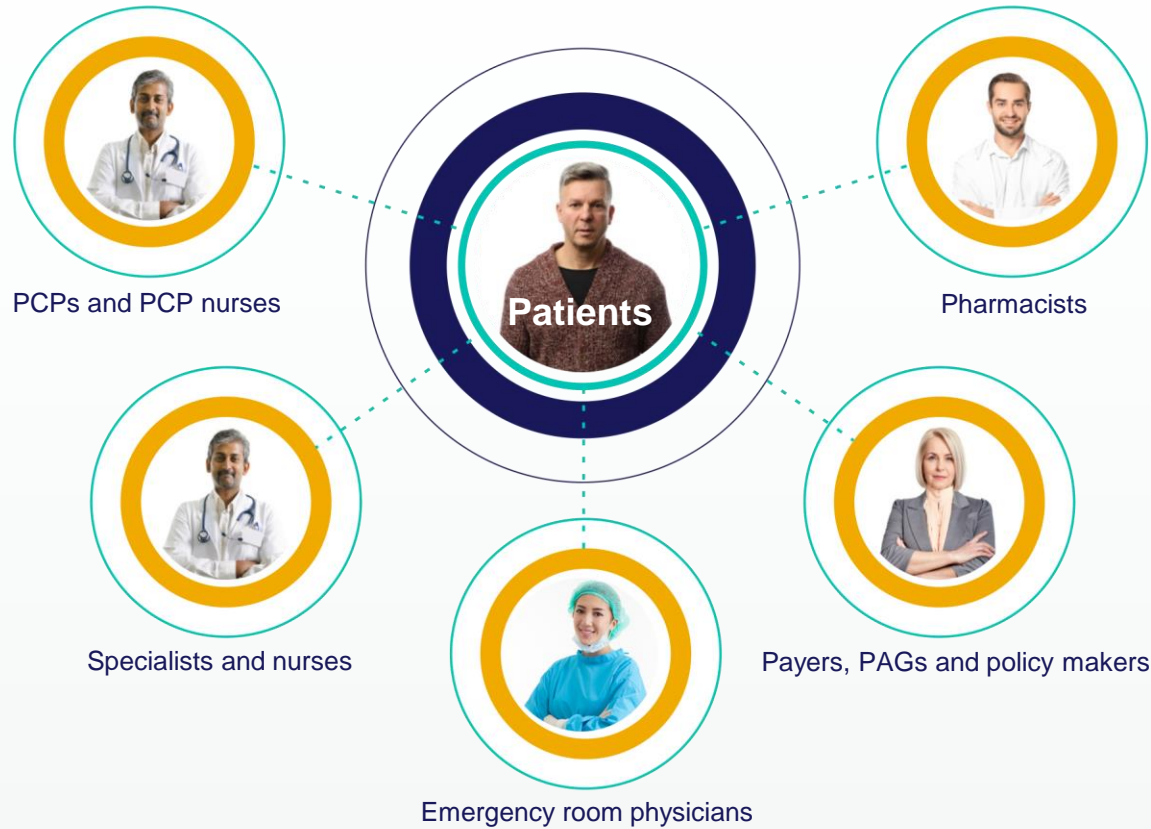 Patients
PCPs and PCP nurses
Pharmacists
Specialists and nurses
Payers, PAGs and policy makers
Emergency room physicians